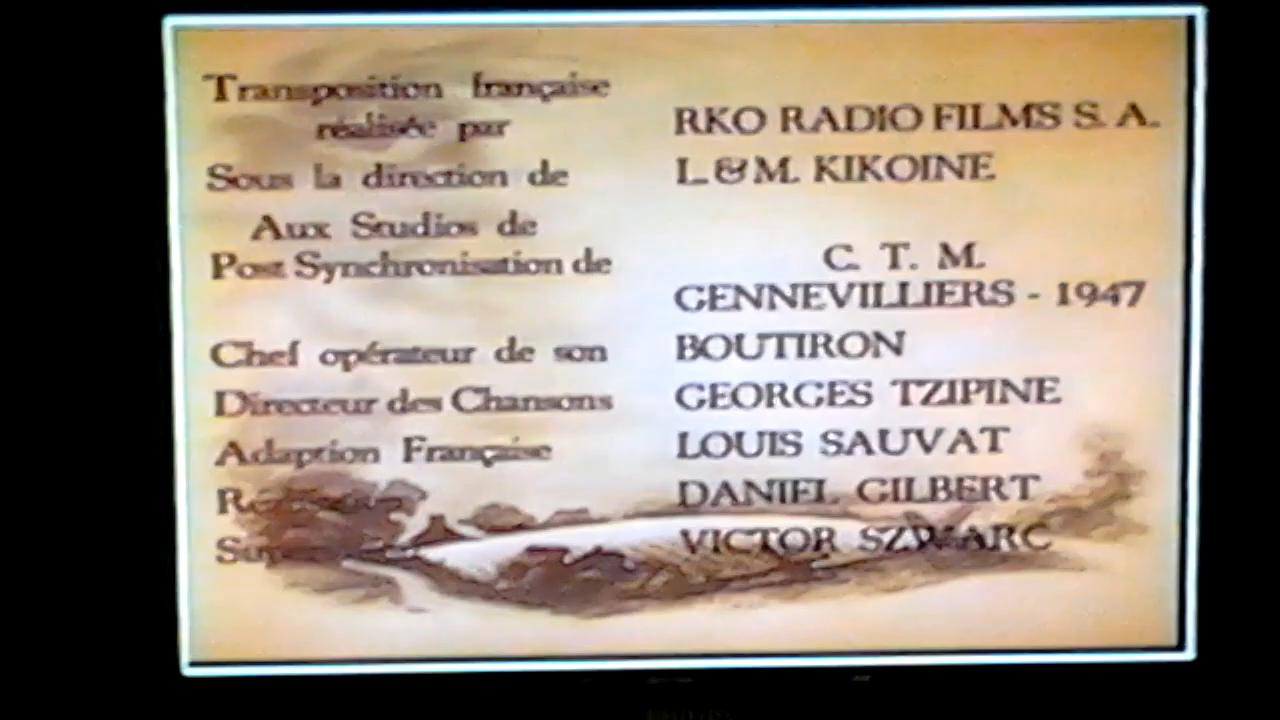 Transposition française
réalisée par RKO RADIO FILMS S. A.
Sous la direction de L. & M. KIKOINE
Aux Studios de
Post Synchronisation de C. T. M.
GENNEVILLIERS - 1947
Chef opérateur de son BOUTIRON
Directeur des Chansons GEORGES TZIPINE
Adaption Française LOUIS SAUVAT
DANIEL GILBERT
VICTOR SZWARC